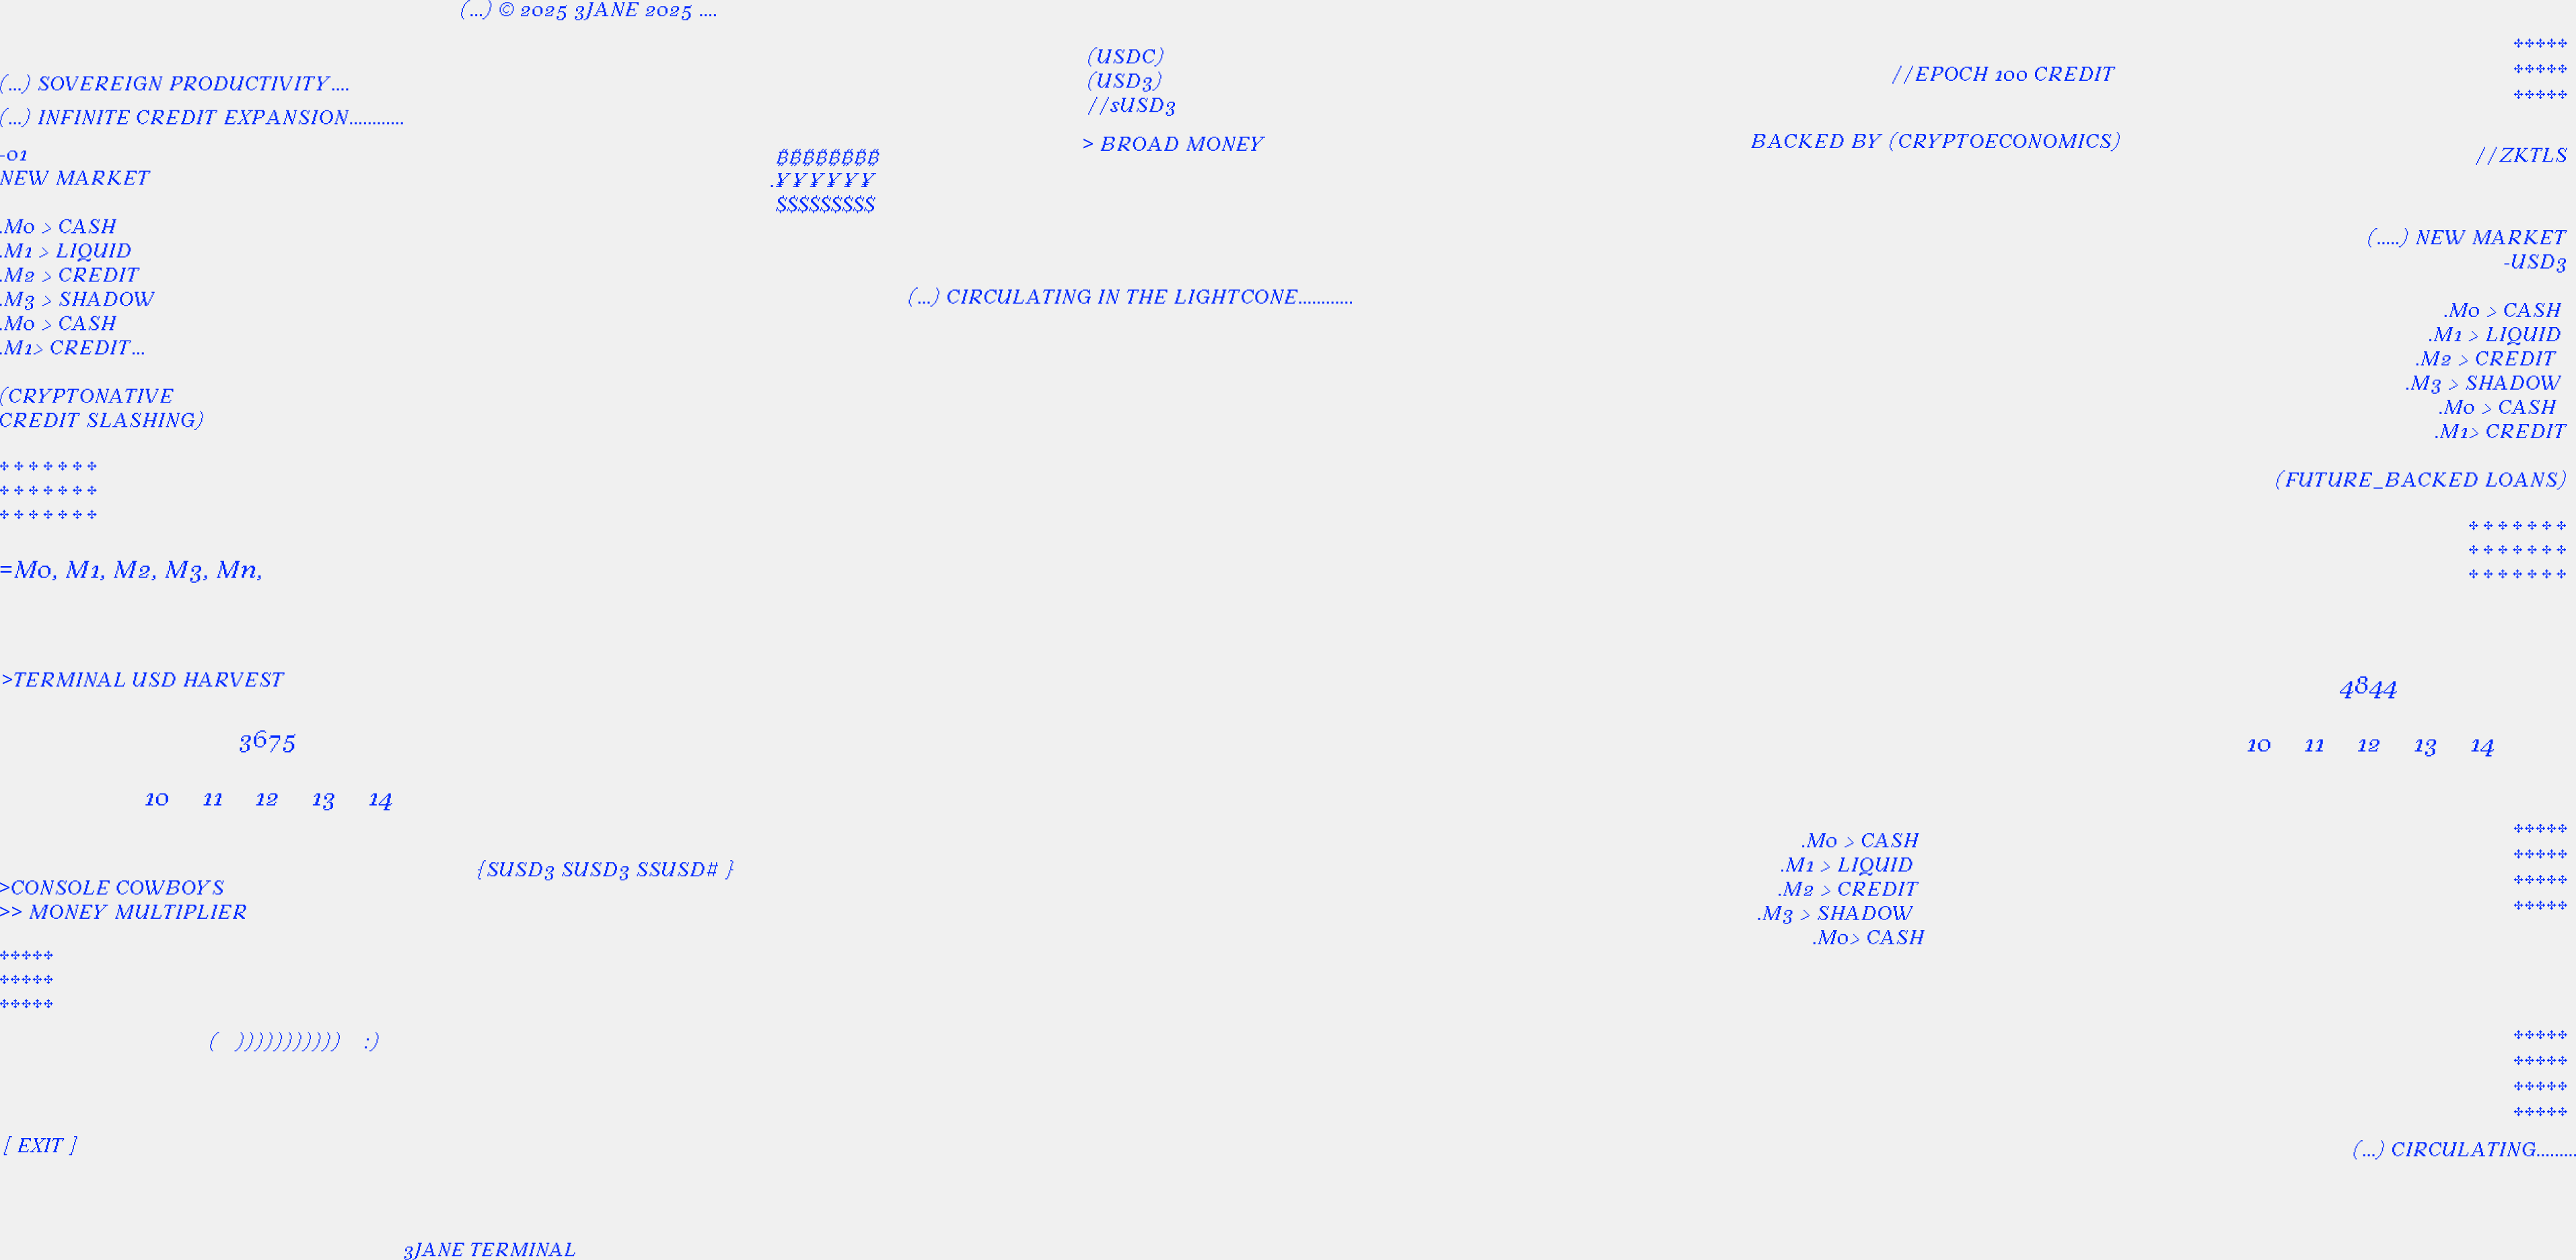 (...) © 2025 3JANE 2025 ....
(...) SOVEREIGN PRODUCTIVITY....
(...) INFINITE CREDIT EXPANSION............
-01
NEW MARKET
.M0 > CASH
.M1 > LIQUID
.M2 > CREDIT
.M3 > SHADOW
.M0 > CASH
.M1> CREDIT...
(CRYPTONATIVE
CREDIT SLASHING)
✣ ✣ ✣ ✣ ✣ ✣ ✣
✣ ✣ ✣ ✣ ✣ ✣ ✣
✣ ✣ ✣ ✣ ✣ ✣ ✣
=M0, M1, M2, M3, Mn,
>TERMINAL USD HARVEST
3675
10 11 12 13 14
>CONSOLE COWBOYS
>> MONEY MULTIPLIER
✣✣✣✣✣
✣✣✣✣✣
✣✣✣✣✣
( ))))))))))))) :)
[ EXIT ]
3JANE TERMINAL
₿₿₿₿₿₿₿₿
.¥¥¥¥¥¥¥
$$$$$$$$$
{SUSD3 SUSD3 SSUSD# }
(USDC)
(USD3)
//sUSD3
> BROAD MONEY
(...) CIRCULATING IN THE LIGHTCONE............
//EPOCH 100 CREDIT
BACKED BY (CRYPTOECONOMICS)
.M0 > CASH
.M1 > LIQUID
.M2 > CREDIT
.M3 > SHADOW
.M0> CASH
✣✣✣✣✣
✣✣✣✣✣
✣✣✣✣✣
//ZKTLS
(.....) NEW MARKET
-USD3
.M0 > CASH
.M1 > LIQUID
.M2 > CREDIT
.M3 > SHADOW
.M0 > CASH
.M1> CREDIT
(FUTURE_BACKED LOANS)
✣ ✣ ✣ ✣ ✣ ✣ ✣
✣ ✣ ✣ ✣ ✣ ✣ ✣
✣ ✣ ✣ ✣ ✣ ✣ ✣
4844
10 11 12 13 14
✣✣✣✣✣
✣✣✣✣✣
✣✣✣✣✣
✣✣✣✣✣
✣✣✣✣✣
✣✣✣✣✣
✣✣✣✣✣
✣✣✣✣✣
(...) CIRCULATING.........